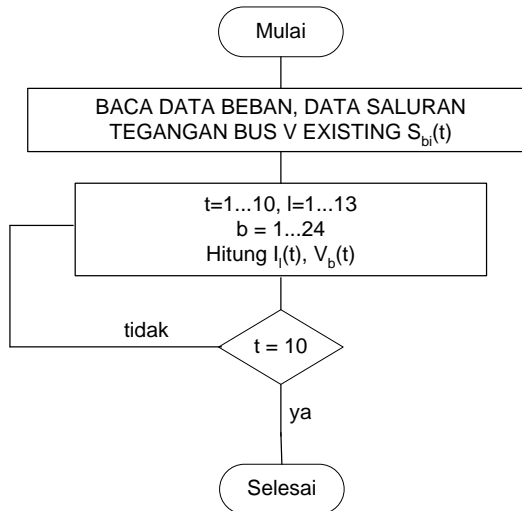 Mulai
BACA DATA BEBAN, DATA SALURAN
TEGANGAN BUS V EXISTING S_bi(t)
t=1...10, l=1...13
b = 1...24
Hitung I_l(t), V_b(t)
tidak
t = 10
ya
Selesai